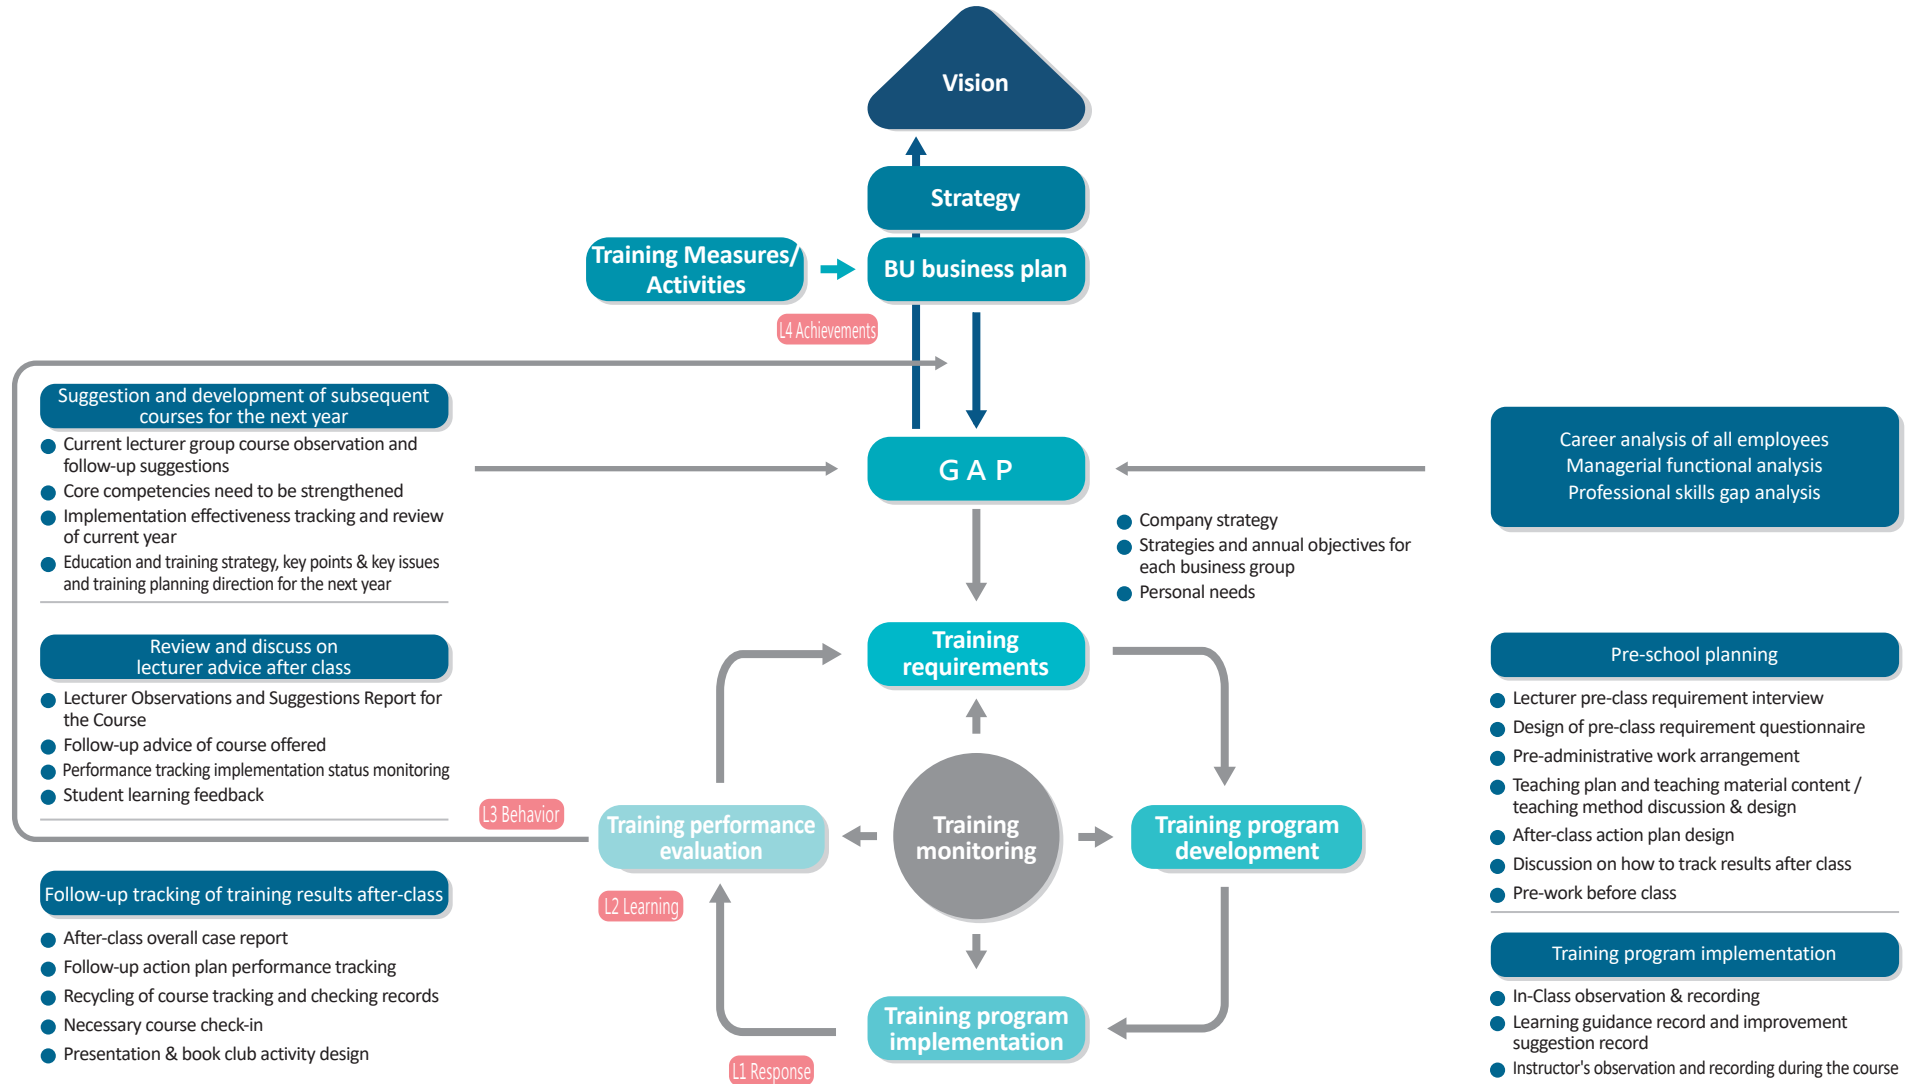 Vision
Strategy
Training Measures/
Activities
BU business plan
L4 Achievements
Suggestion and development of subsequent
courses for the next year
Current lecturer group course observation and
follow-up suggestions
Core competencies need to be strengthened
Implementation effectiveness tracking and review
of current year
Education and training strategy, key points & key issues
and training planning direction for the next year
GAP
Career analysis of all employees
Managerial functional analysis
Professional skills gap analysis
Company strategy
Strategies and annual objectives for
each business group
Personal needs
Review and discuss on
lecturer advice after class
Lecturer Observations and Suggestions Report for
the Course
Follow-up advice of course offered
Performance tracking implementation status monitoring
Student learning feedback
Training
requirements
Pre-school planning
Lecturer pre-class requirement interview
Design of pre-class requirement questionnaire
Pre-administrative work arrangement
Teaching plan and teaching material content /
teaching method discussion & design
After-class action plan design
Discussion on how to track results after class
Pre-work before class
L3 Behavior
Training performance
evaluation
Training
monitoring
Training program
development
L2 Learning
Follow-up tracking of training results after-class
After-class overall case report
Follow-up action plan performance tracking
Recycling of course tracking and checking records
Necessary course check-in
Presentation & book club activity design
Training program
implementation
L1 Response
Training program implementation
In-Class observation & recording
Learning guidance record and improvement
suggestion record
Instructor's observation and recording during the course